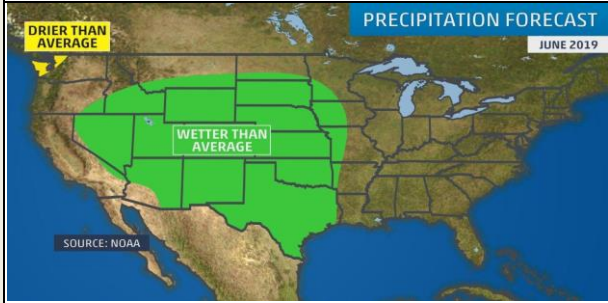 PRECIPITATION FORECAST
JUNE 2019
DRIER THAN
AVERAGE
WETTER THAN
AVERAGE
SOURCE: NOAA